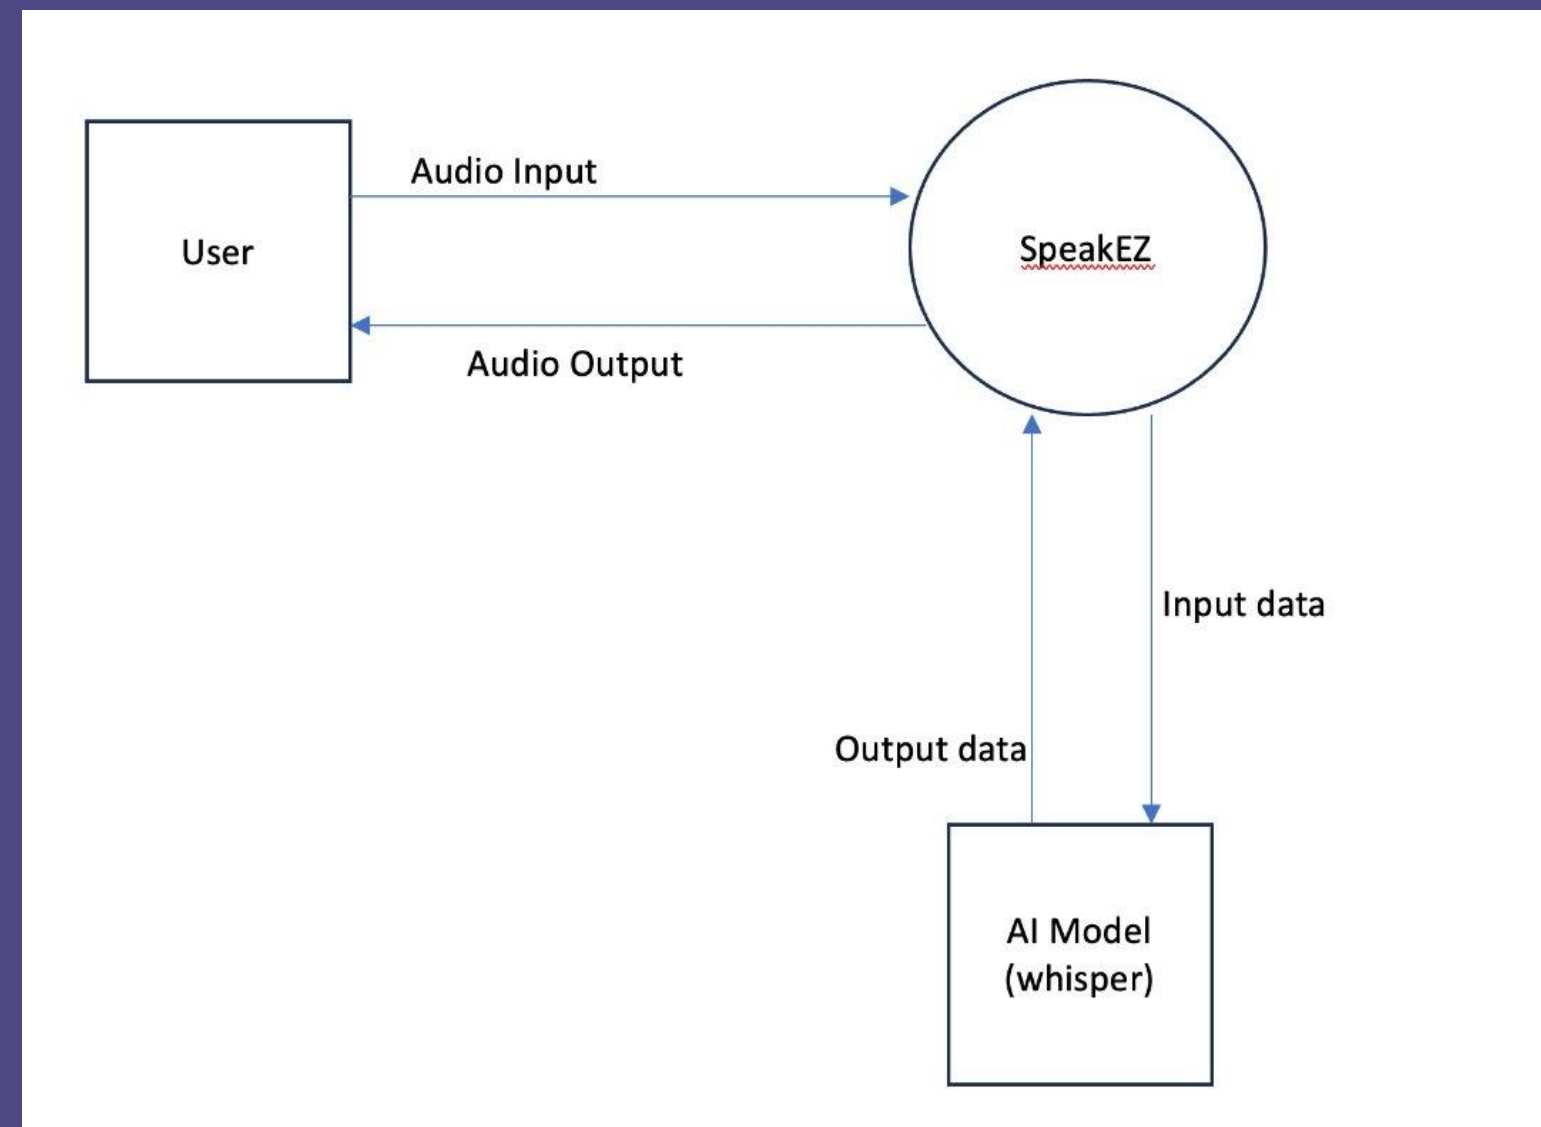 Audio Input
User
SpeakEZ
Audio Output
Input data
Output data
AI Model
(whisper)